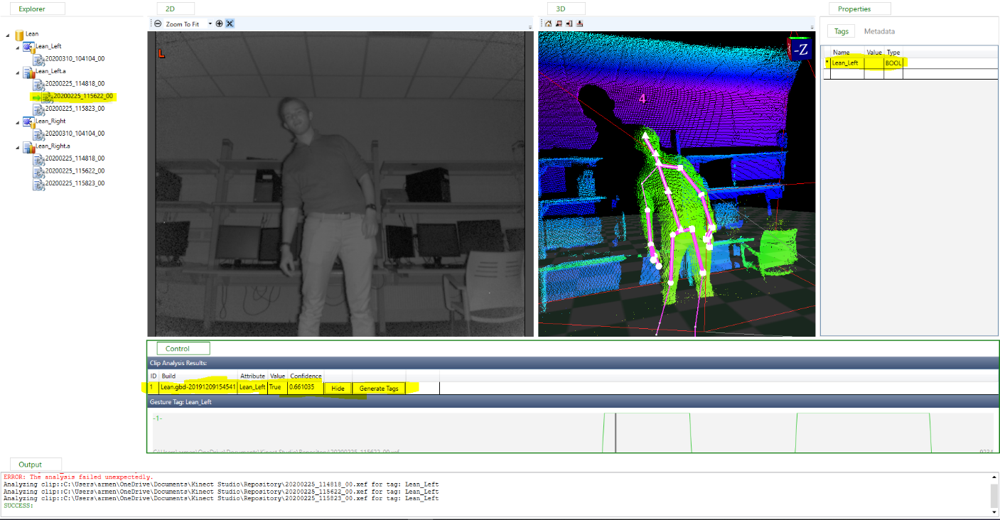 Explorer
2D
3D
Properties
Lean
Lean_Left
20200310_104104_00
Lean_Left.a
20200225_114818_00
20200225_115622_00
20200225_115823_00
Lean_Right
20200310_104104_00
Lean_Right.a
20200225_114818_00
20200225_115622_00
20200225_115823_00
Zoom To Fit
L
4
-Z
Tags Metadata
Name Value Type
* Lean_Left BOOL
Control
Clip Analysis Results:
ID Build Attribute Value Confidence
1 Lean.gbd-20191209154541 Lean_Left True 0.661035 Hide Generate Tags
Gesture Tag: Lean_Left
-1-
C:\Users\armen\OneDrive\Documents\Kinect Studio\Repository\20200225_115622_00.xef
Output
ERROR: The analysis failed unexpectedly.
Analyzing clip::C:\Users\armen\OneDrive\Documents\Kinect Studio\Repository\20200225_114818_00.xef for tag: Lean_Left
Analyzing clip::C:\Users\armen\OneDrive\Documents\Kinect Studio\Repository\20200225_115622_00.xef for tag: Lean_Left
Analyzing clip::C:\Users\armen\OneDrive\Documents\Kinect Studio\Repository\20200225_115823_00.xef for tag: Lean_Left
SUCCESS: